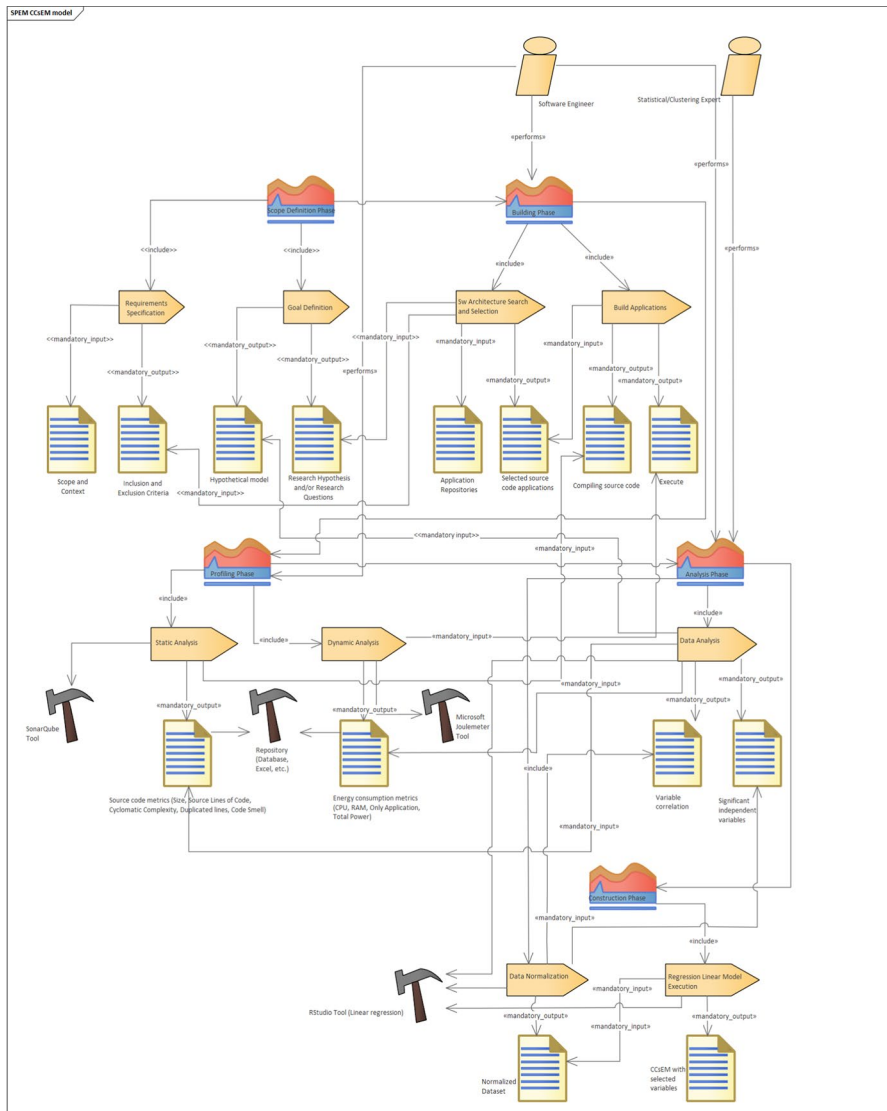 SPEM CCsEM model
Software Engineer
Statistical/Clustering Expert
«performs»
«performs»
«performs»
Scope Definition Phase
Building Phase
<<include>>
<<include>>
«include»
«include»
Requirements
Specification
Goal Definition
Sw Architecture Search
and Selection
Build Applications
<<mandatory_input>>
<<mandatory_output>>
<<mandatory_output>>
<<mandatory_output>>
«performs»
<<mandatory_input>>
«mandatory_input»
«mandatory_output»
«mandatory_input»
«mandatory_output»
«mandatory_output»
Scope and
Context
Inclusion and
Exclusion Criteria
<<mandatory_input>>
Hypothetical model
Research Hypothesis
and/or Research
Questions
Application
Repositories
Selected source
code applications
Compiling source code
Execute
<<mandatory input>>
«mandatory_input»
Profiling Phase
Analysis Phase
«include»
«include»
«include»
Static Analysis
Dynamic Analysis
«mandatory_input»
Data Analysis
«mandatory_output»
«mandatory_output»
«mandatory_input»
«mandatory_output»
«mandatory_output»
SonarQube
Tool
Repository
(Database,
Excel, etc.)
Microsoft
Joulemeter
Tool
«include»
Source code metrics (Size, Source Lines of Code,
Cyclomatic Complexity, Duplicated lines, Code Smell)
Energy consumption metrics
(CPU, RAM, Only Application,
Total Power)
Variable
correlation
Significant
independent
variables
«mandatory_input»
«mandatory_input»
Construction Phase
«mandatory_input»
«include»
Data Normalization
Regression Linear Model
Execution
«mandatory_input»
RStudio Tool (Linear regression)
«mandatory_output»
«mandatory_input»
«mandatory_output»
Normalized
Dataset
CCsEM with
selected
variables